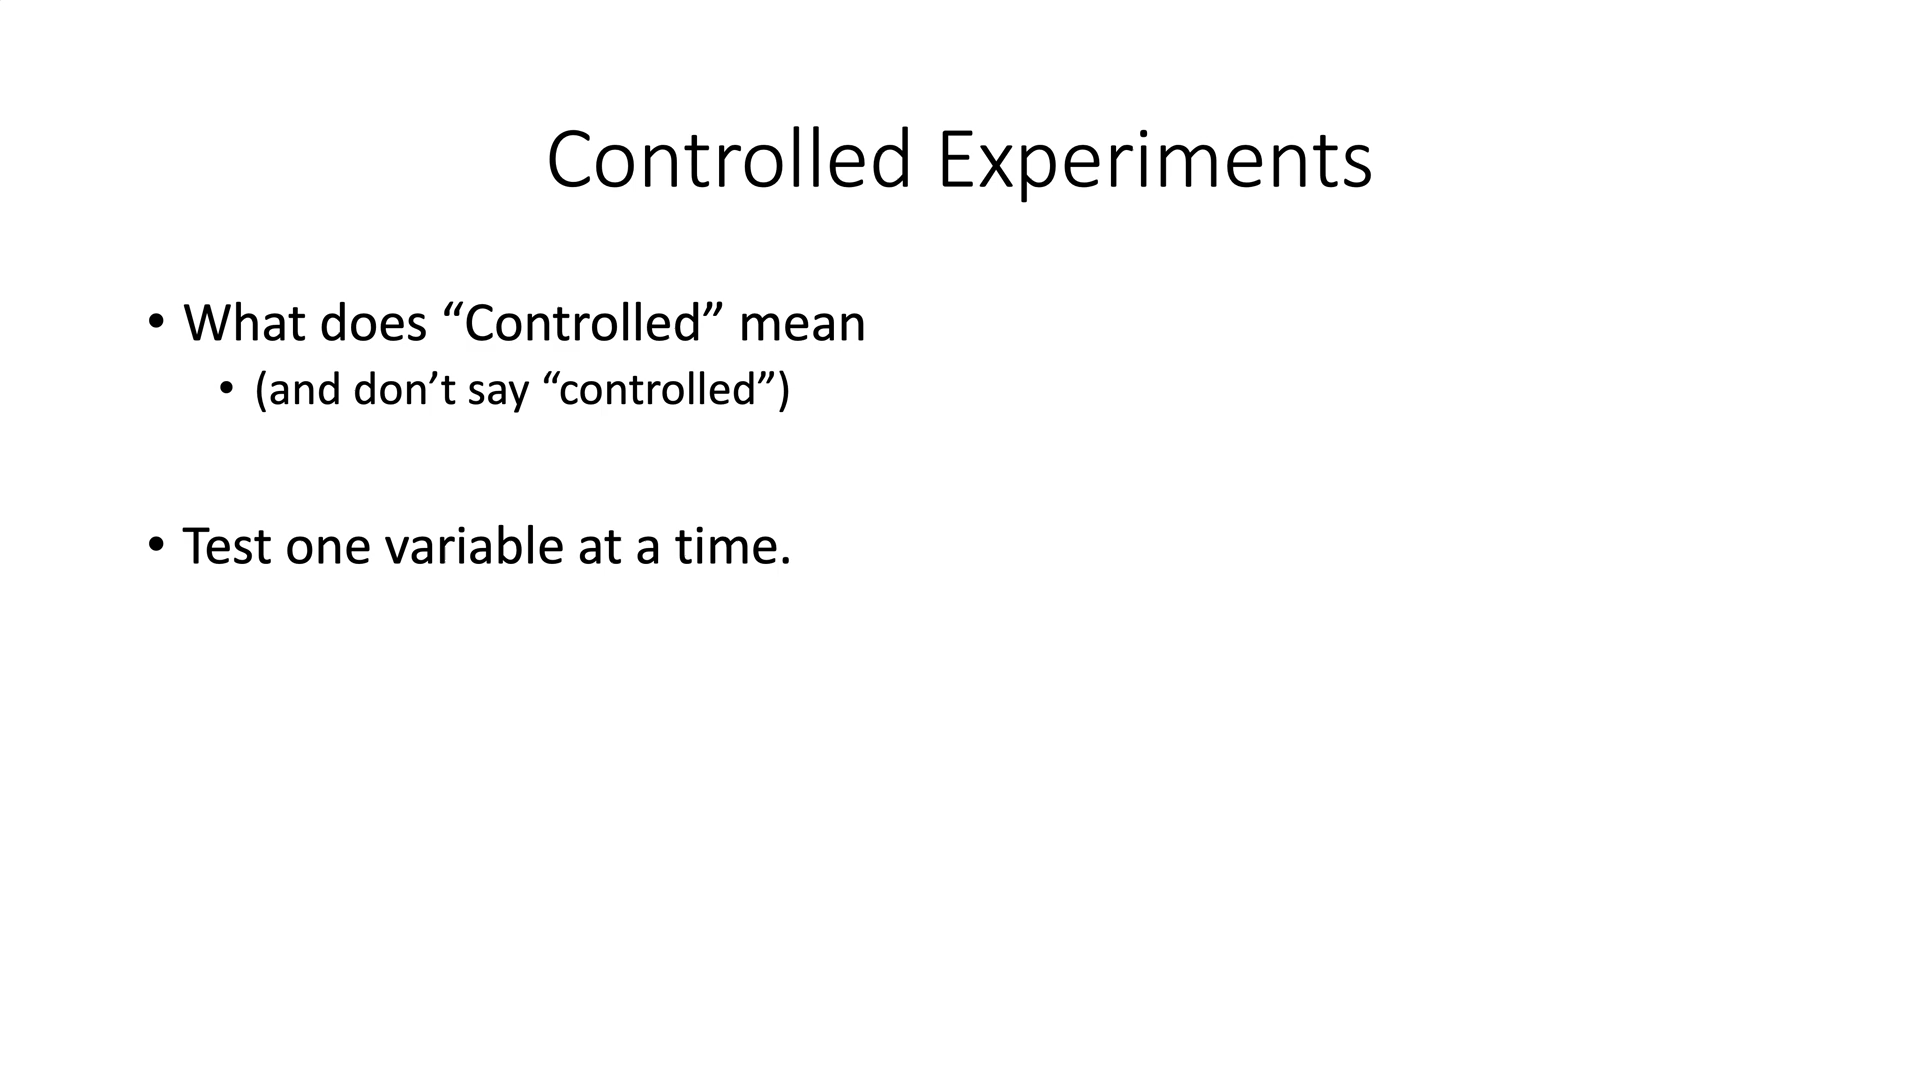 Controlled Experiments
• What does “Controlled” mean
• (and don’t say “controlled”)
• Test one variable at a time.